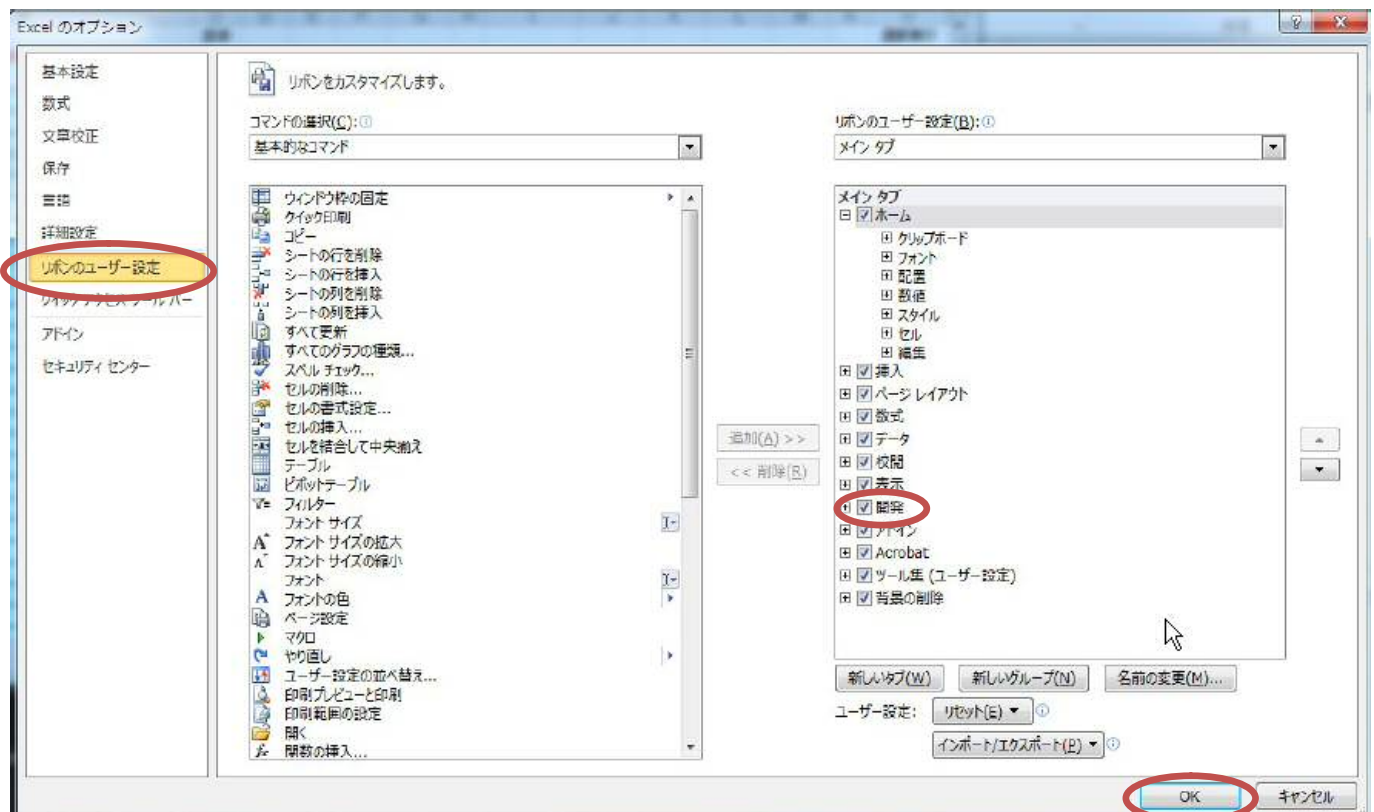 Excel のオプション
基本設定
数式
文章校正
保存
言語
詳細設定
リボンのユーザー設定
クイック アクセス ツール バー
アドイン
セキュリティ センター
リボンをカスタマイズします。
コマンドの選択(C):
基本的なコマンド
ウィンドウ枠の固定
クイック印刷
コピー
シートの行を削除
シートの行を挿入
シートの列を削除
シートの列を挿入
すべて更新
すべてのグラフの種類...
スペル チェック...
セルの削除...
セルの書式設定...
セルの挿入...
セルを結合して中央揃え
テーブル
ピボットテーブル
フィルター
フォント サイズ
フォント サイズの拡大
フォント サイズの縮小
フォント
フォントの色
ページ設定
マクロ
やり直し
ユーザー設定の並べ替え...
印刷プレビューと印刷
印刷範囲の設定
開く
関数の挿入...
追加(A) >>
<< 削除(R)
リボンのユーザー設定(B):
メイン タブ
メイン タブ
ホーム
クリップボード
フォント
配置
数値
スタイル
セル
編集
挿入
ページ レイアウト
数式
データ
校閲
表示
開発
アドイン
Acrobat
ツール集 (ユーザー設定)
背景の削除
新しいタブ(W)
新しいグループ(N)
名前の変更(M)...
ユーザー設定:
リセット(E)
インポート/エクスポート(P)
OK
キャンセル